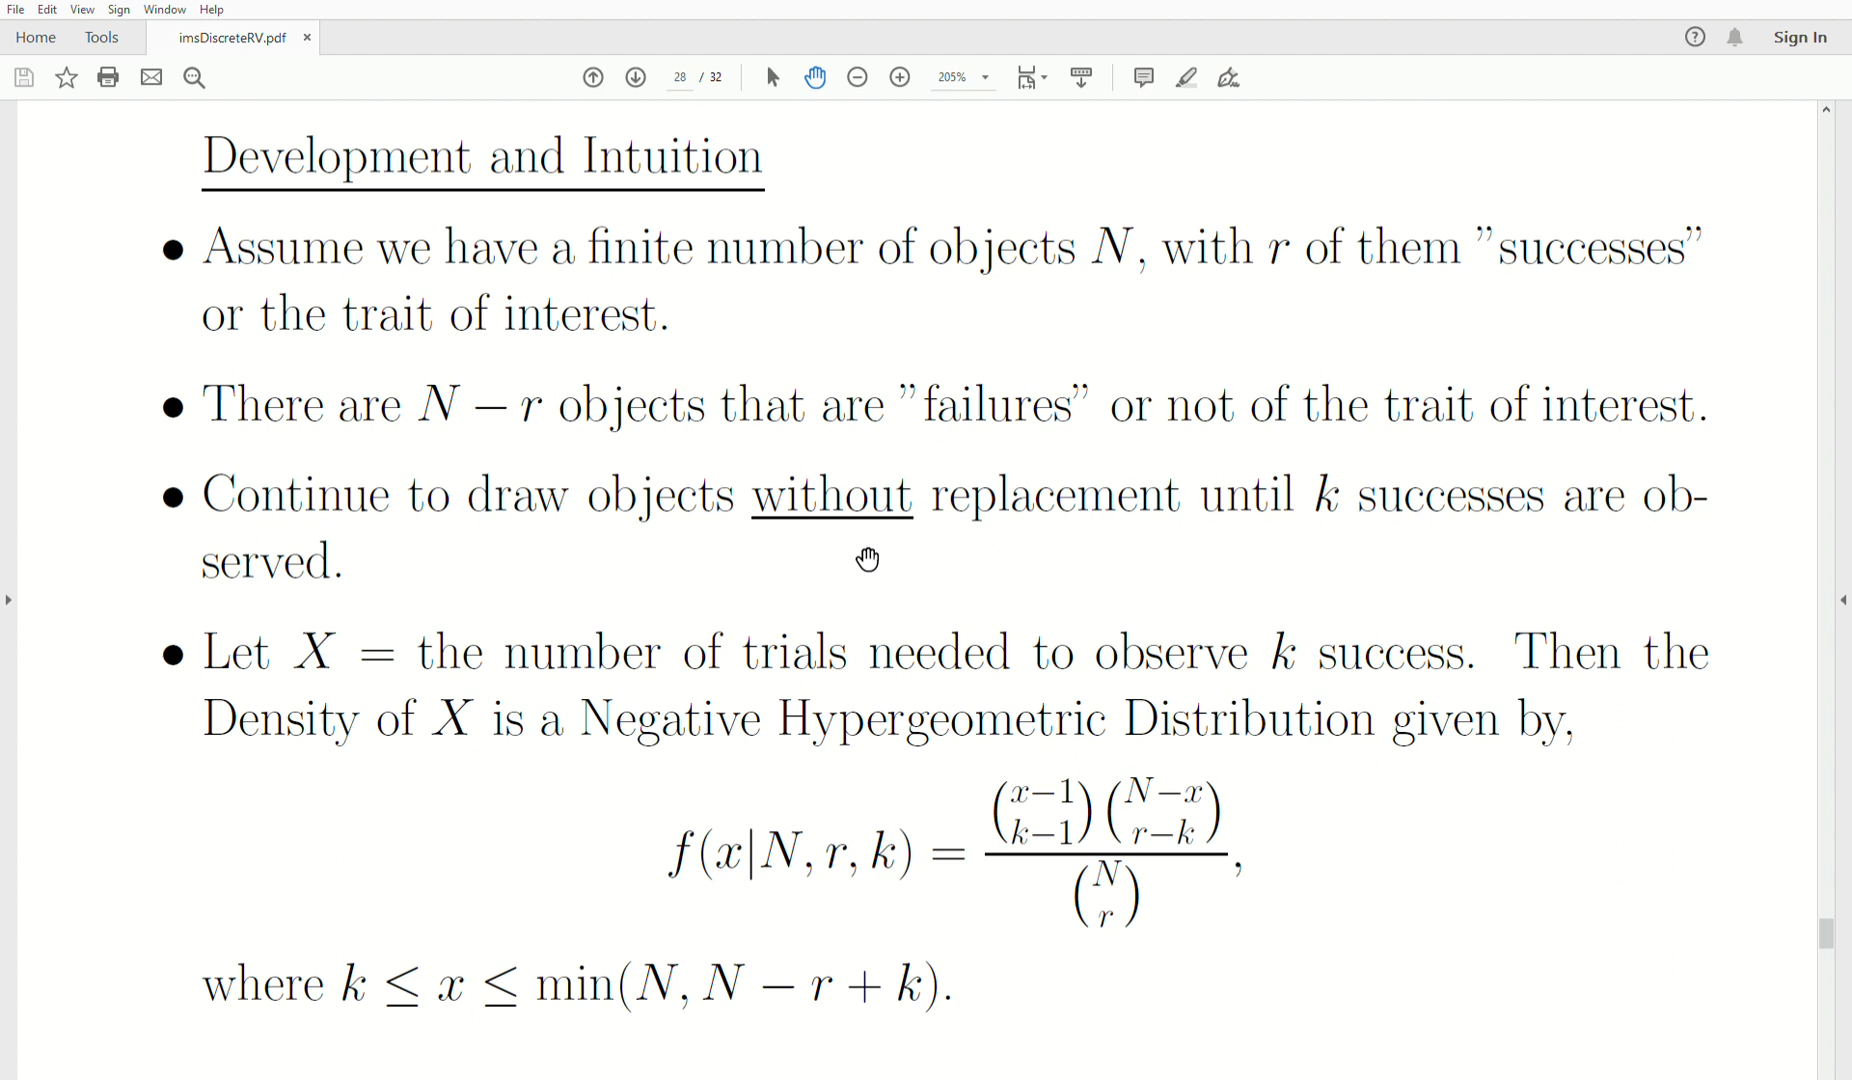 File Edit View Sign Window Help
Home Tools imsDiscreteRV.pdf × ? Sign In
28 / 32 205%
Development and Intuition
• Assume we have a finite number of objects N, with r of them ”successes”
or the trait of interest.
• There are N − r objects that are ”failures” or not of the trait of interest.
• Continue to draw objects without replacement until k successes are ob-
served.
• Let X = the number of trials needed to observe k success. Then the
Density of X is a Negative Hypergeometric Distribution given by,
f(x|N, r, k) = \frac{\binom{x−1}{k−1}\binom{N−x}{r−k}}{\binom{N}{r}},
where k ≤ x ≤ min(N, N − r + k).